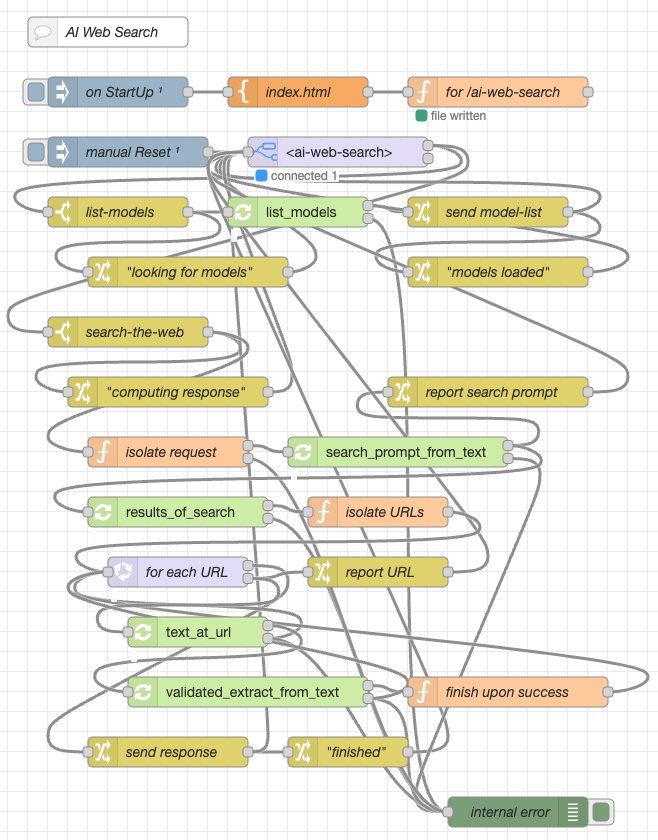 AI Web Search
on StartUp ¹
index.html
for /ai-web-search
file written
manual Reset ¹
<ai-web-search>
connected 1
list-models
list_models
send model-list
"looking for models"
"models loaded"
search-the-web
"computing response"
report search prompt
isolate request
search_prompt_from_text
results_of_search
isolate URLs
for each URL
report URL
text_at_url
validated_extract_from_text
finish upon success
send response
"finished"
internal error